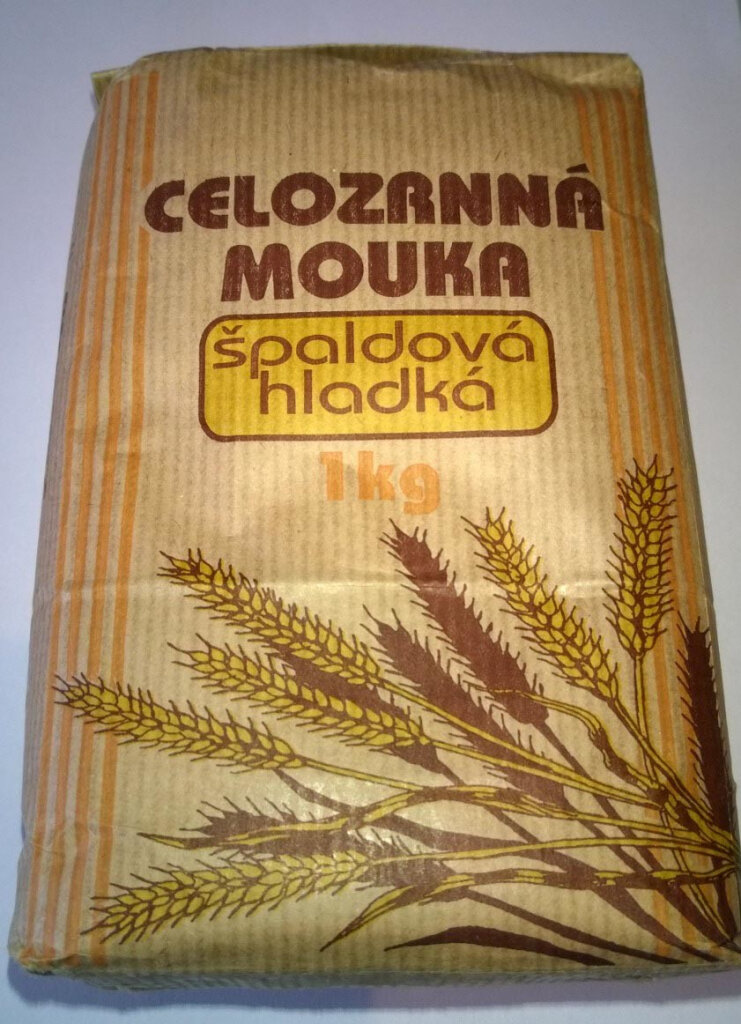 CELOZRNNÁ
MOUKA
špaldová
hladká
1kg